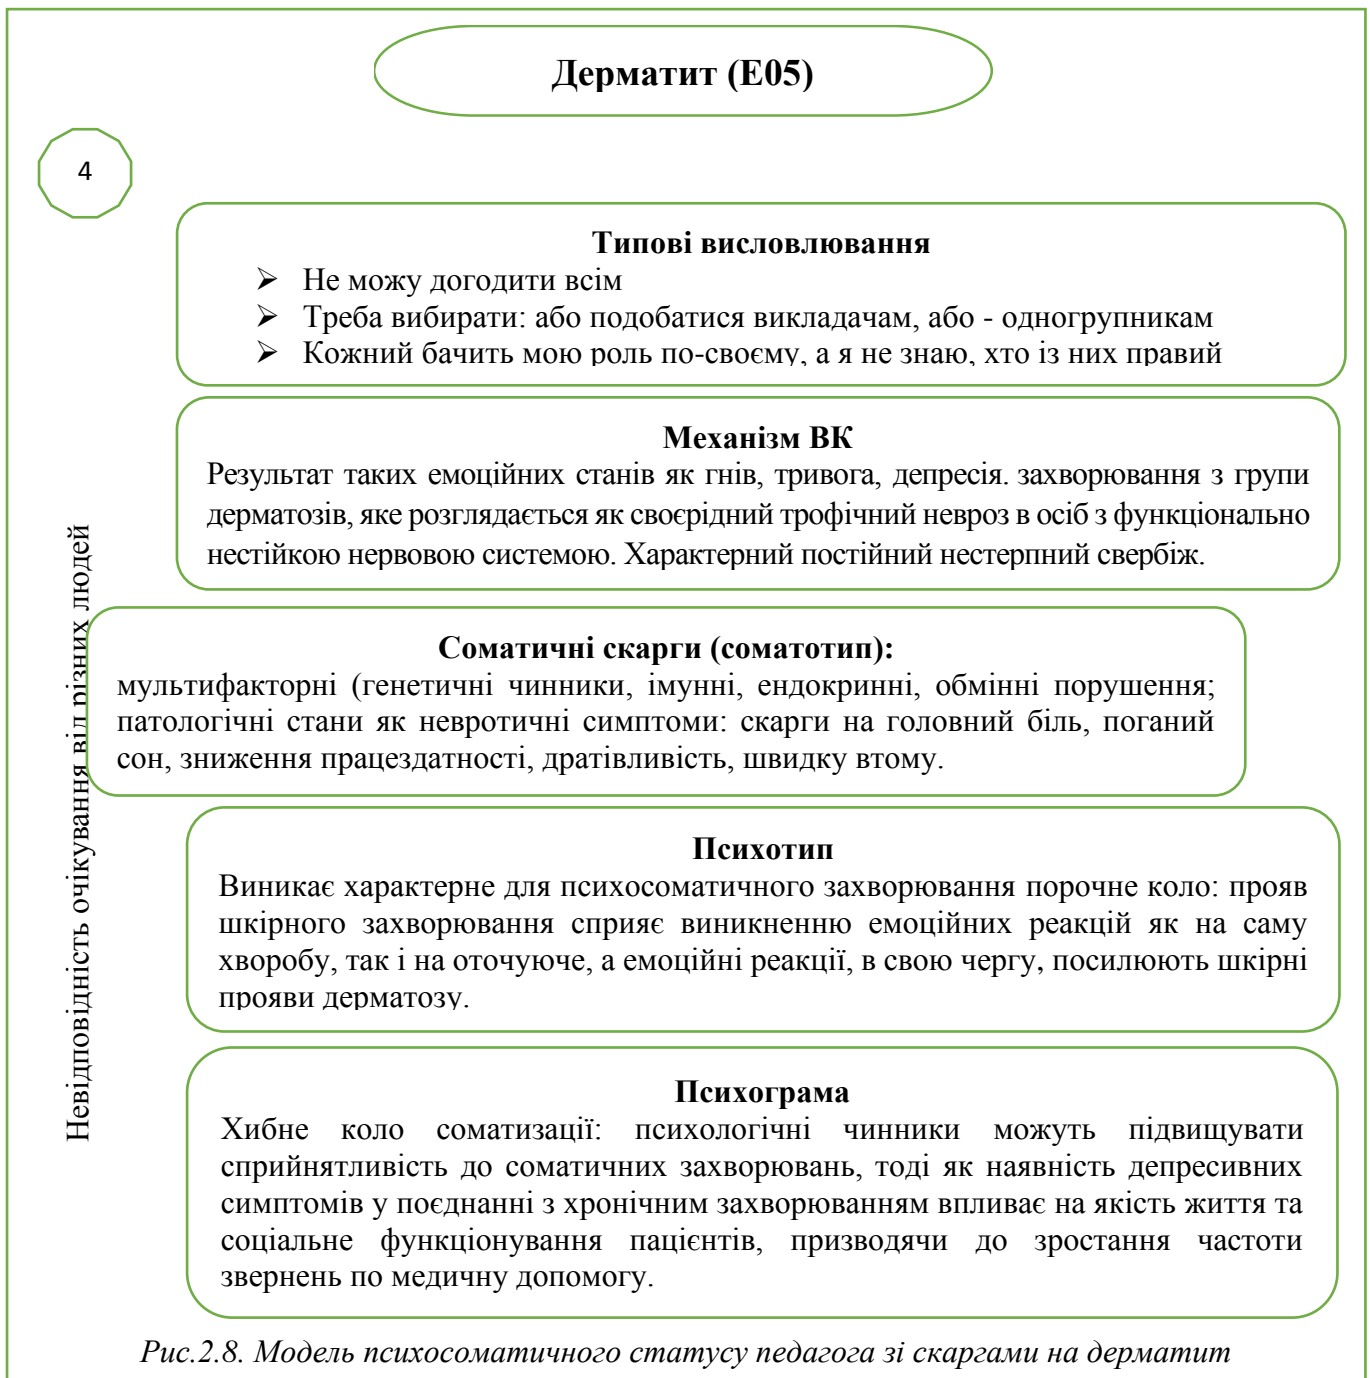 Дерматит (Е05)
4
Типові висловлювання
➢ Не можу догодити всім
➢ Треба вибирати: або подобатися викладачам, або - одногрупникам
➢ Кожний бачить мою роль по-своєму, а я не знаю, хто із них правий
Механізм ВК
Результат таких емоційних станів як гнів, тривога, депресія. захворювання з групи
дерматозів, яке розглядається як своєрідний трофічний невроз в осіб з функціонально
нестійкою нервовою системою. Характерний постійний нестерпний свербіж.
Невідповідність очікування від різних людей
Соматичні скарги (соматотип):
мультифакторні (генетичні чинники, імунні, ендокринні, обмінні порушення;
патологічні стани як невротичні симптоми: скарги на головний біль, поганий
сон, зниження працездатності, дратівливість, швидку втому.
Психотип
Виникає характерне для психосоматичного захворювання порочне коло: прояв
шкірного захворювання сприяє виникненню емоційних реакцій як на саму
хворобу, так і на оточуюче, а емоційні реакції, в свою чергу, посилюють шкірні
прояви дерматозу.
Психограма
Хибне коло соматизації: психологічні чинники можуть підвищувати
сприйнятливість до соматичних захворювань, тоді як наявність депресивних
симптомів у поєднанні з хронічним захворюванням впливає на якість життя та
соціальне функціонування пацієнтів, призводячи до зростання частоти
звернень по медичну допомогу.
Рис.2.8. Модель психосоматичного статусу педагога зі скаргами на дерматит